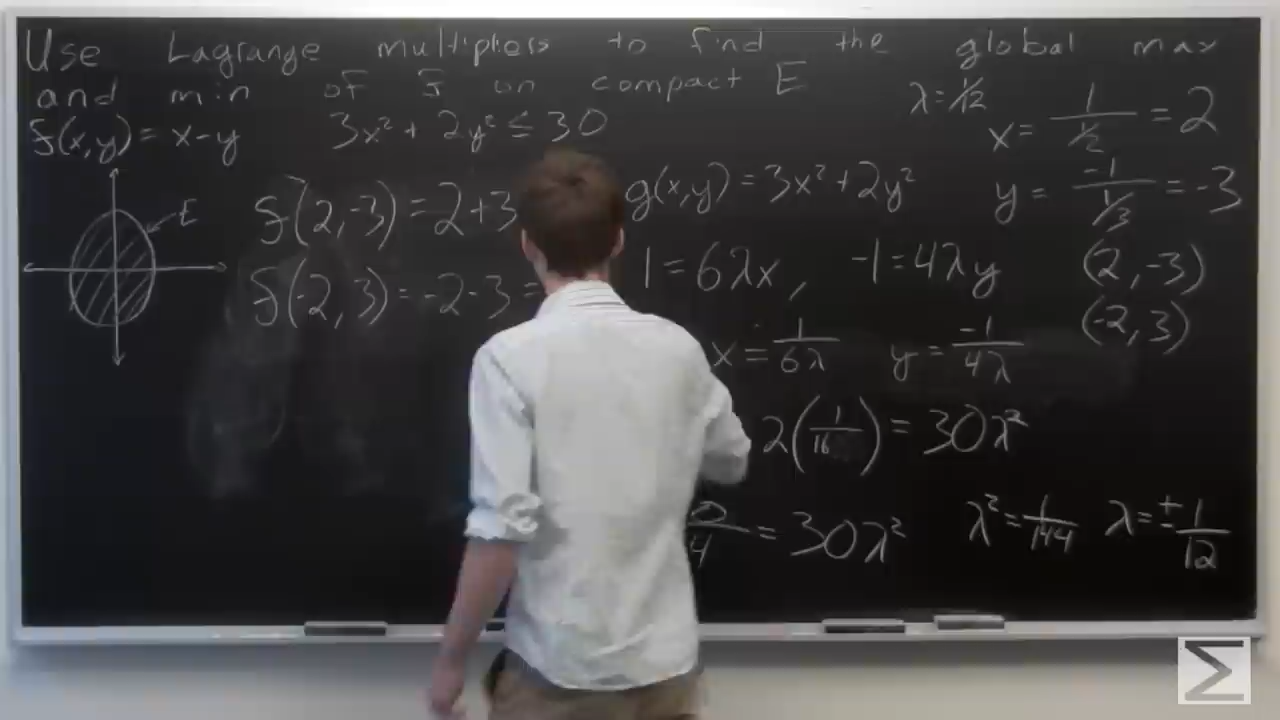 Use Lagrange multipliers to find the global max
and min of f on compact E
f(x,y) = x-y 3x² + 2y² ≤ 30
E
f(2,-3) = 2+3
f(-2,3) = -2-3 =
g(x,y) = 3x² + 2y²
1 = 6λx, -1 = 4λy
x = 1/6λ y = -1/4λ
2(1/16) = 30λ²
0/4 = 30λ²
λ² = 1/144 λ = ± 1/12
λ = 1/12
x = 1/(1/2) = 2
y = -1/(1/3) = -3
(2,-3)
(-2,3)
Σ